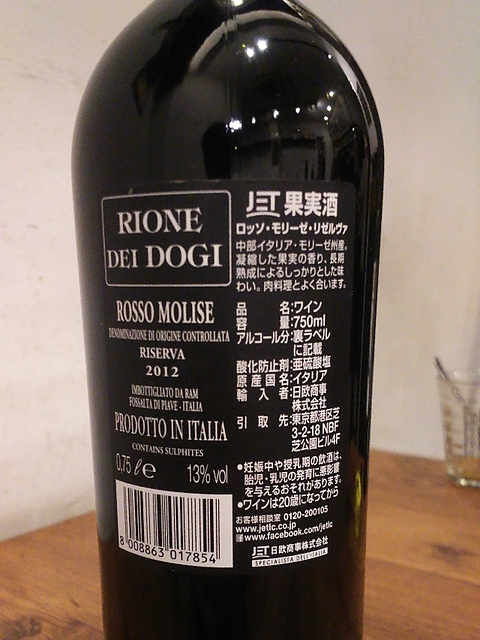 RIONE
DEI DOGI
ROSSO MOLISE
DENOMINAZIONE DI ORIGINE CONTROLLATA
RISERVA
2012
IMBOTTIGLIATO DA RAM
FOSSALTA DI PIAVE - ITALIA
PRODOTTO IN ITALIA
CONTAINS SULPHITES
0,75 ℓ e 13% vol
8 008863 017854
JET 果実酒
ロッソ・モリーゼ・リゼルヴァ
中部イタリア・モリーゼ州産。
凝縮した果実の香り、長期
熟成によるしっかりとした味
わい。肉料理とよく合います。
品名:ワイン
容量:750ml
アルコール分:裏ラベル
に記載
酸化防止剤:亜硫酸塩
原産国名:イタリア
輸入者:日欧商事
株式会社
引取先:東京都港区芝
3-2-18 NBF
芝公園ビル4F
●妊娠中や授乳期の飲酒は、
胎児・乳児の発育に悪影響
を与えるおそれがあります。
●ワインは20歳になってから
お客様相談室 0120-200105
www.jetlc.co.jp
www.facebook.com/jetlc
JET 日欧商事株式会社
SPECIALISTA DELL'ITALIA